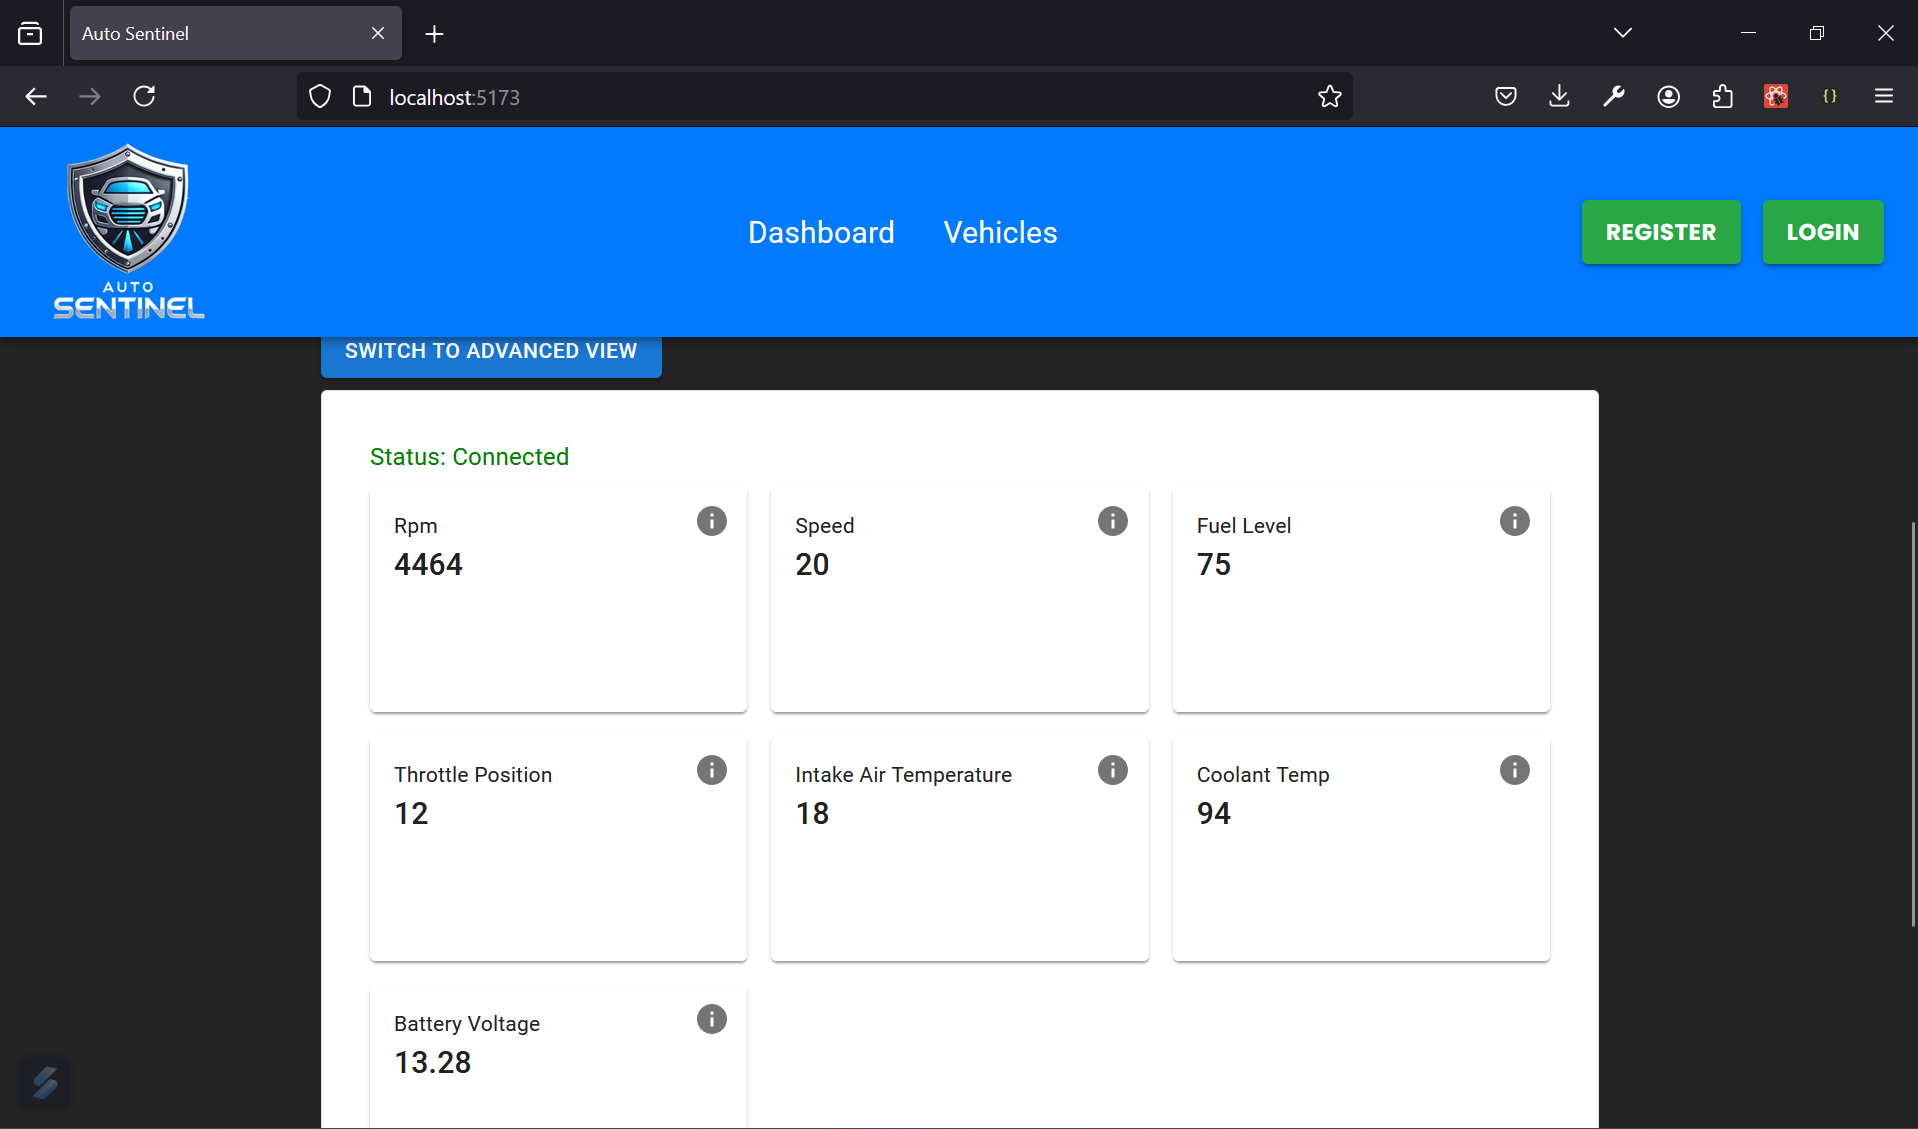 Auto Sentinel
localhost:5173
AUTO
SENTINEL
Dashboard
Vehicles
REGISTER
LOGIN
SWITCH TO ADVANCED VIEW
Status: Connected
Rpm
4464
Speed
20
Fuel Level
75
Throttle Position
12
Intake Air Temperature
18
Coolant Temp
94
Battery Voltage
13.28